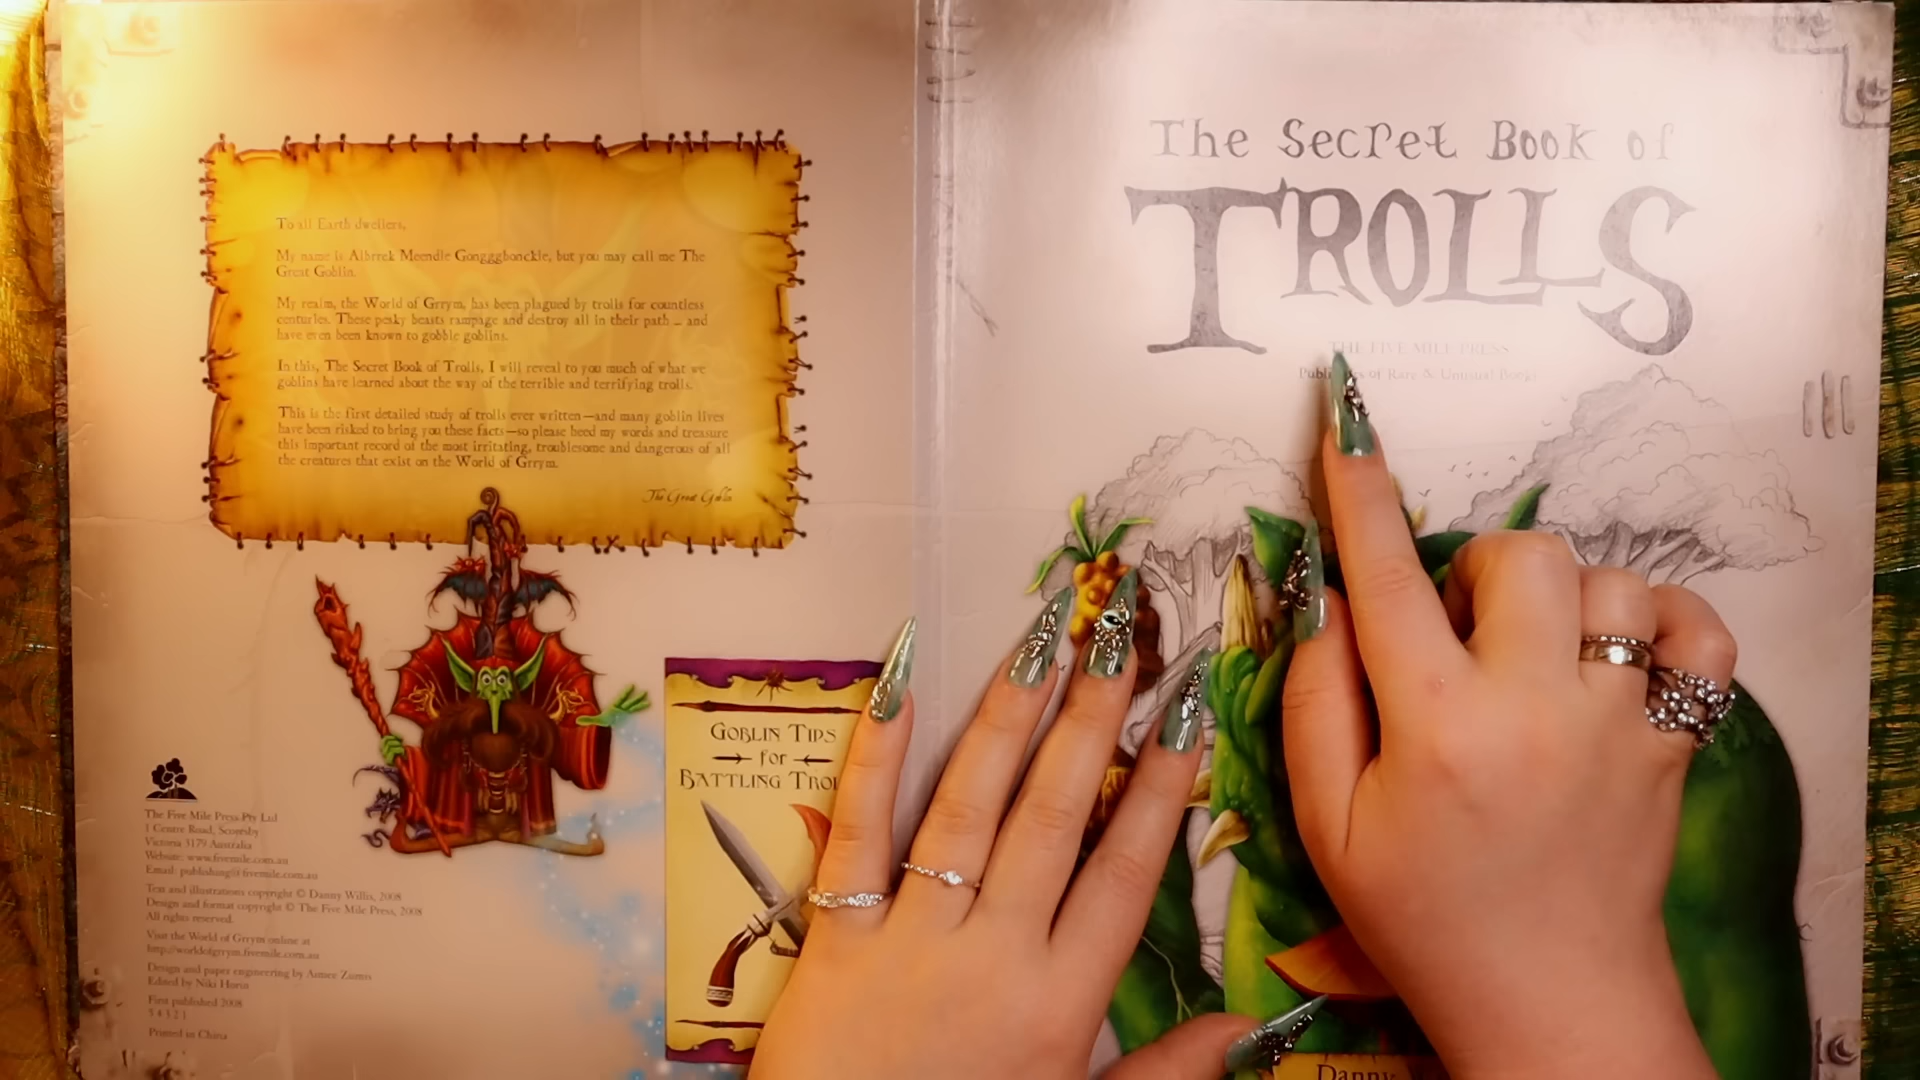 To all Earth dwellers,
My name is Albrrck Meendle Gongggbonckle, but you may call me The
Great Goblin.
My realm, the World of Grrym, has been plagued by trolls for countless
centuries. These pesky beasts rampage and destroy all in their path – and
have even been known to gobble goblins.
In this, The Secret Book of Trolls, I will reveal to you much of what we
goblins have learned about the way of the terrible and terrifying trolls.
This is the first detailed study of trolls ever written—and many goblin lives
have been risked to bring you these facts—so please heed my words and treasure
this important record of the most irritating, troublesome and dangerous of all
the creatures that exist on the World of Grrym.
The Great Goblin
GOBLIN TIPS
for
BATTLING
The Five Mile Press Pty Ltd
1 Centre Road, Scoresby
Victoria 3179 Australia
Website: www.fivemile.com.au
Email: publishing@fivemile.com.au
Text and illustrations copyright © Danny Willis, 2008
Design and format copyright © The Five Mile Press, 2008
All rights reserved.
Visit the World of Grrym online at
http://worldofgrrym.fivemile.com.au
Design and paper engineering by Aimee Zumis
Edited by Niki Horin
First published 2008
5 4 3 2 1
Printed in China
The Secret Book of
TROLLS
THE FIVE MILE PRESS
of Rare & Unusual Books
Danny